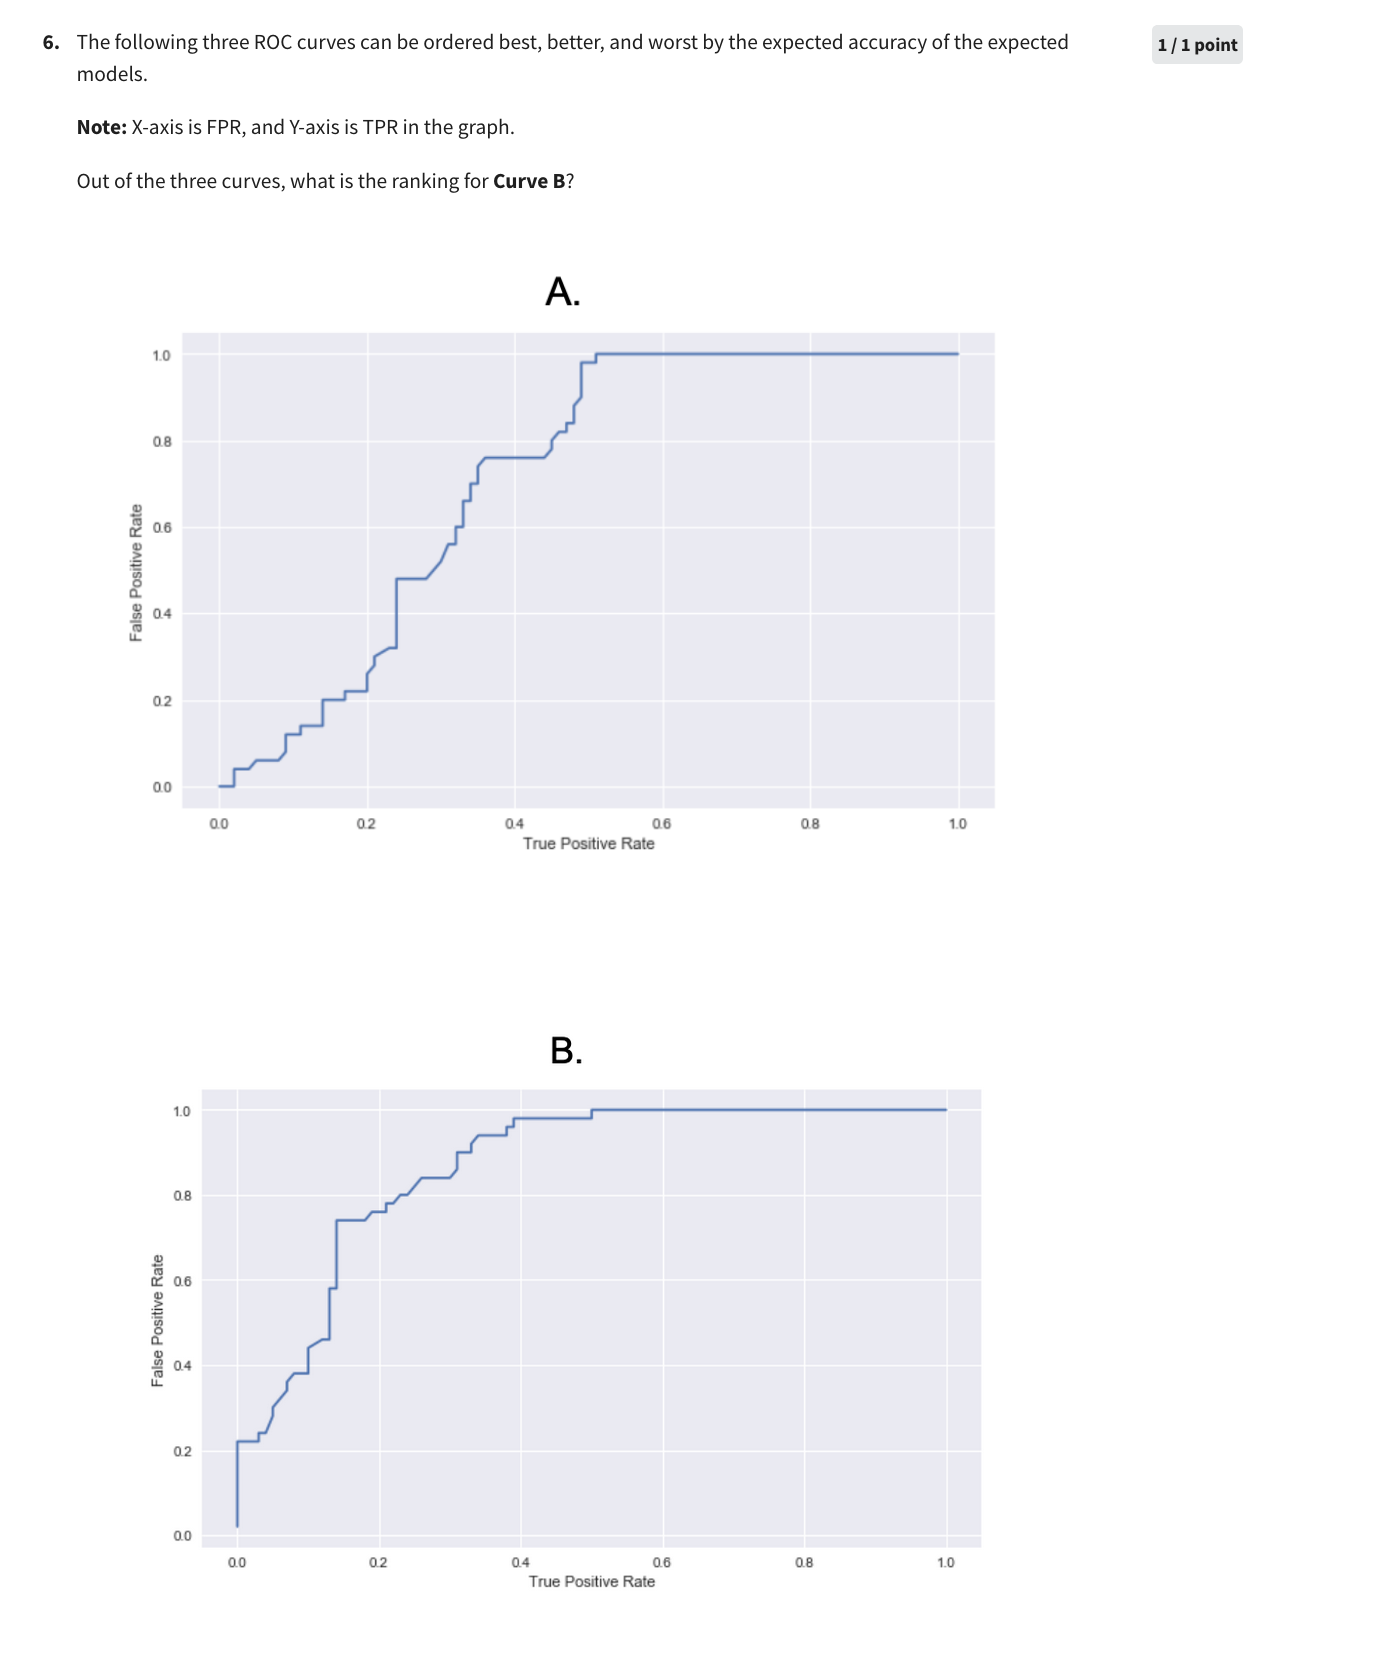 6. The following three ROC curves can be ordered best, better, and worst by the expected accuracy of the expected
models.
1 / 1 point
Note: X-axis is FPR, and Y-axis is TPR in the graph.
Out of the three curves, what is the ranking for Curve B?
A.
1.0
0.8
0.6
0.4
0.2
0.0
False Positive Rate
0.0 0.2 0.4 0.6 0.8 1.0
True Positive Rate
B.
1.0
0.8
0.6
0.4
0.2
0.0
False Positive Rate
0.0 0.2 0.4 0.6 0.8 1.0
True Positive Rate